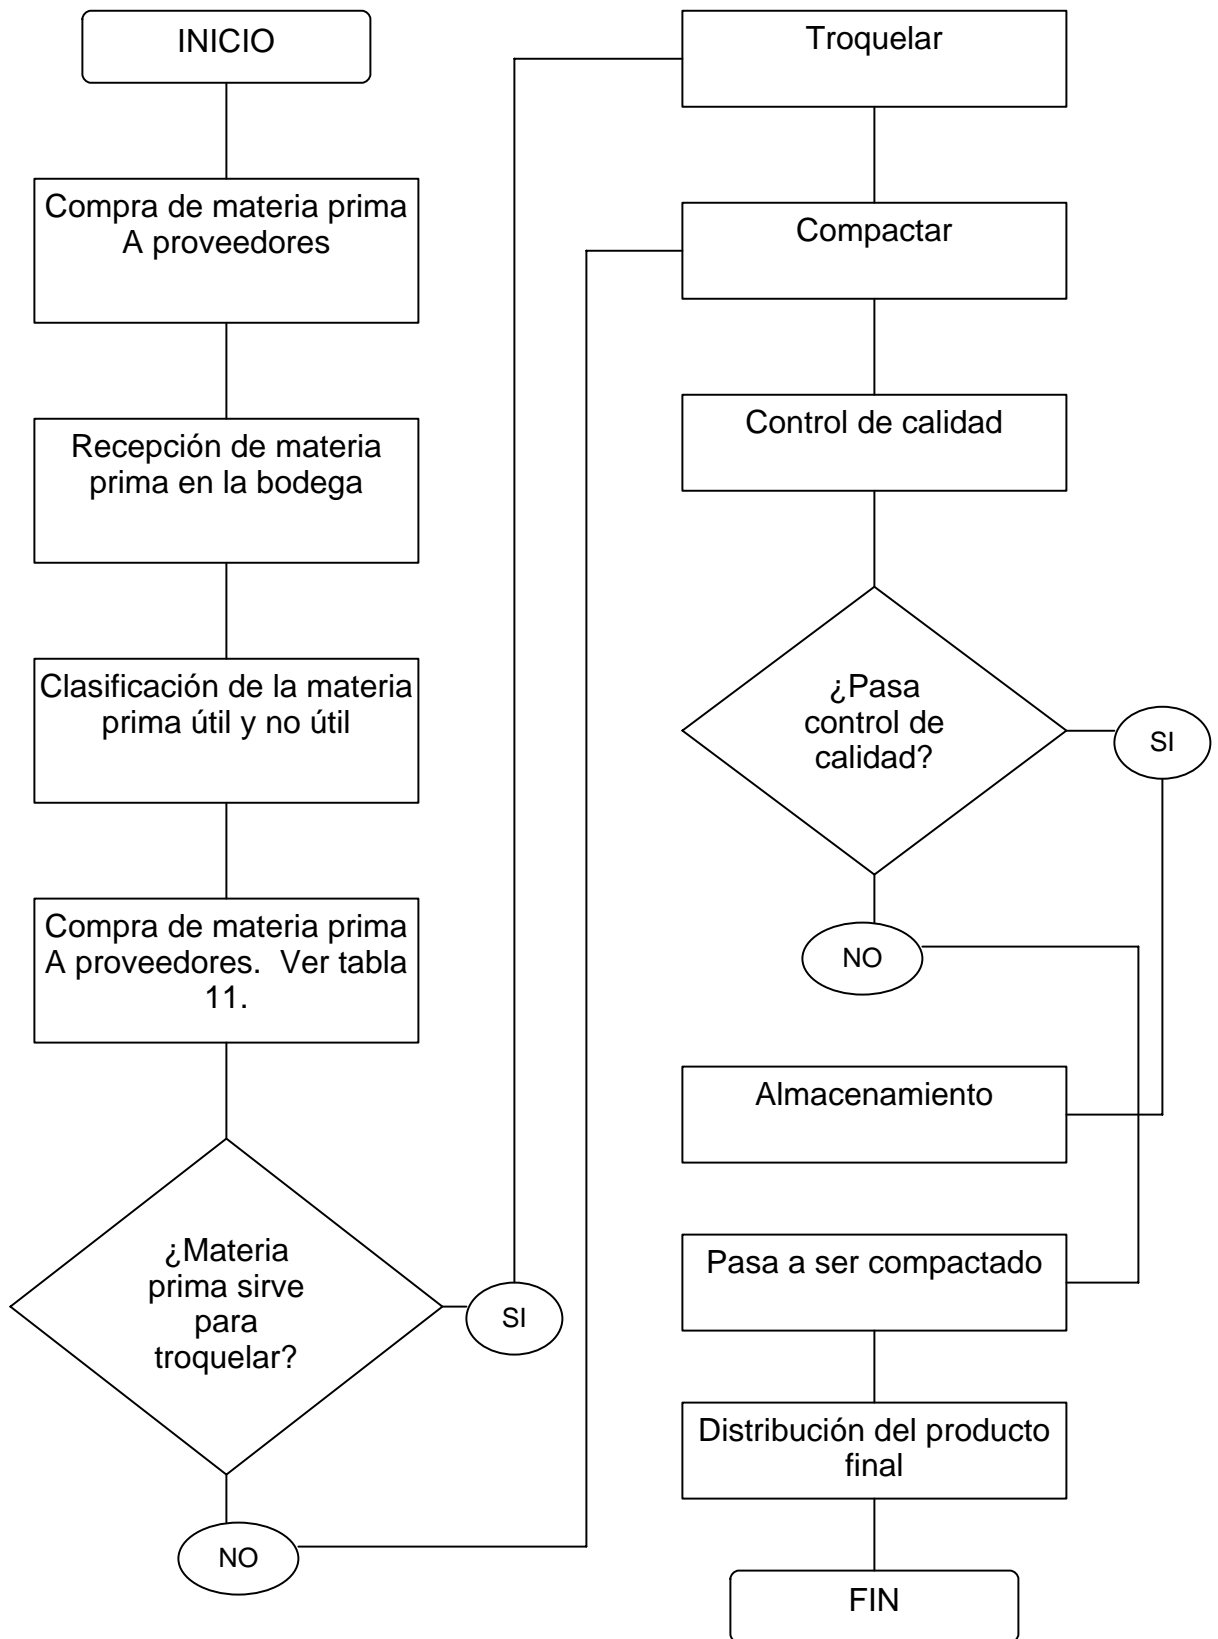 INICIO
Compra de materia prima
A proveedores
Recepción de materia
prima en la bodega
Clasificación de la materia
prima útil y no útil
Compra de materia prima
A proveedores.  Ver tabla
11.
¿Materia
prima sirve
para
troquelar?
SI
NO
Troquelar
Compactar
Control de calidad
¿Pasa
control de
calidad?
SI
NO
Almacenamiento
Pasa a ser compactado
Distribución del producto
final
FIN